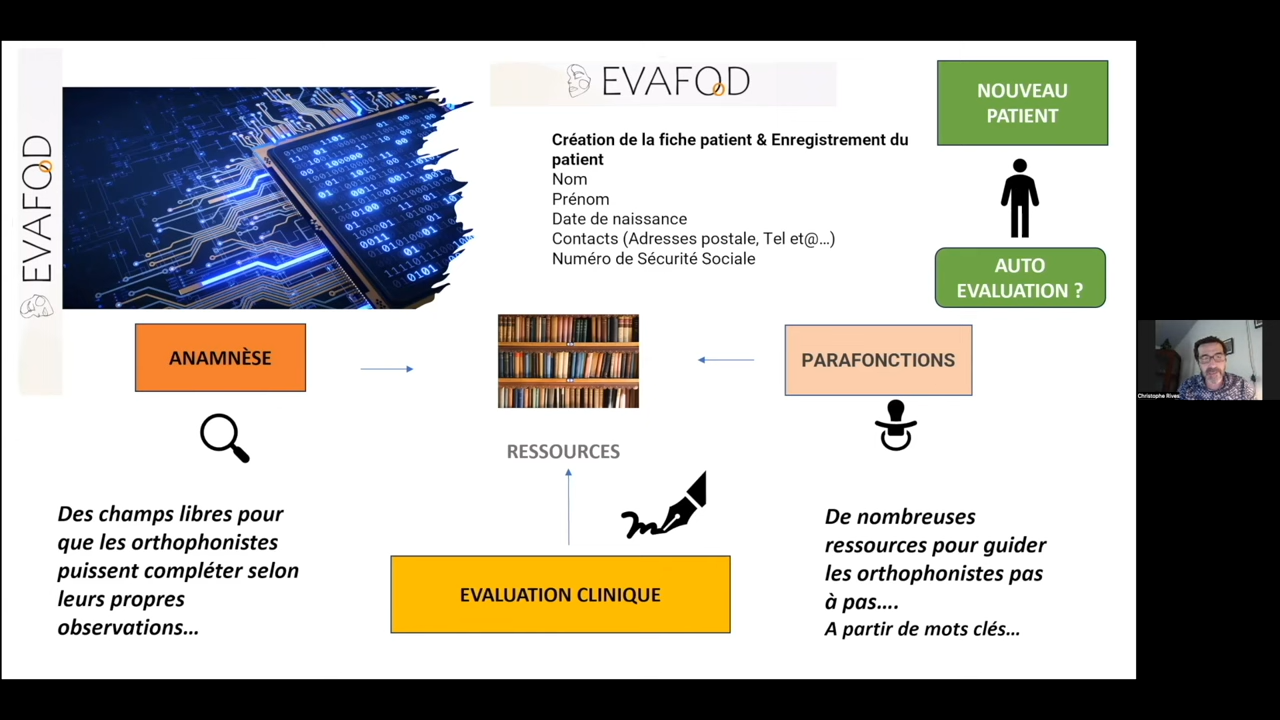 EVAFOD
EVAFOD
Création de la fiche patient & Enregistrement du
patient
Nom
Prénom
Date de naissance
Contacts (Adresses postale, Tel et@...)
Numéro de Sécurité Sociale
NOUVEAU
PATIENT
AUTO
EVALUATION ?
ANAMNÈSE
PARAFONCTIONS
RESSOURCES
Des champs libres pour
que les orthophonistes
puissent compléter selon
leurs propres
observations...
EVALUATION CLINIQUE
De nombreuses
ressources pour guider
les orthophonistes pas
à pas....
A partir de mots clés...
Christophe Rives